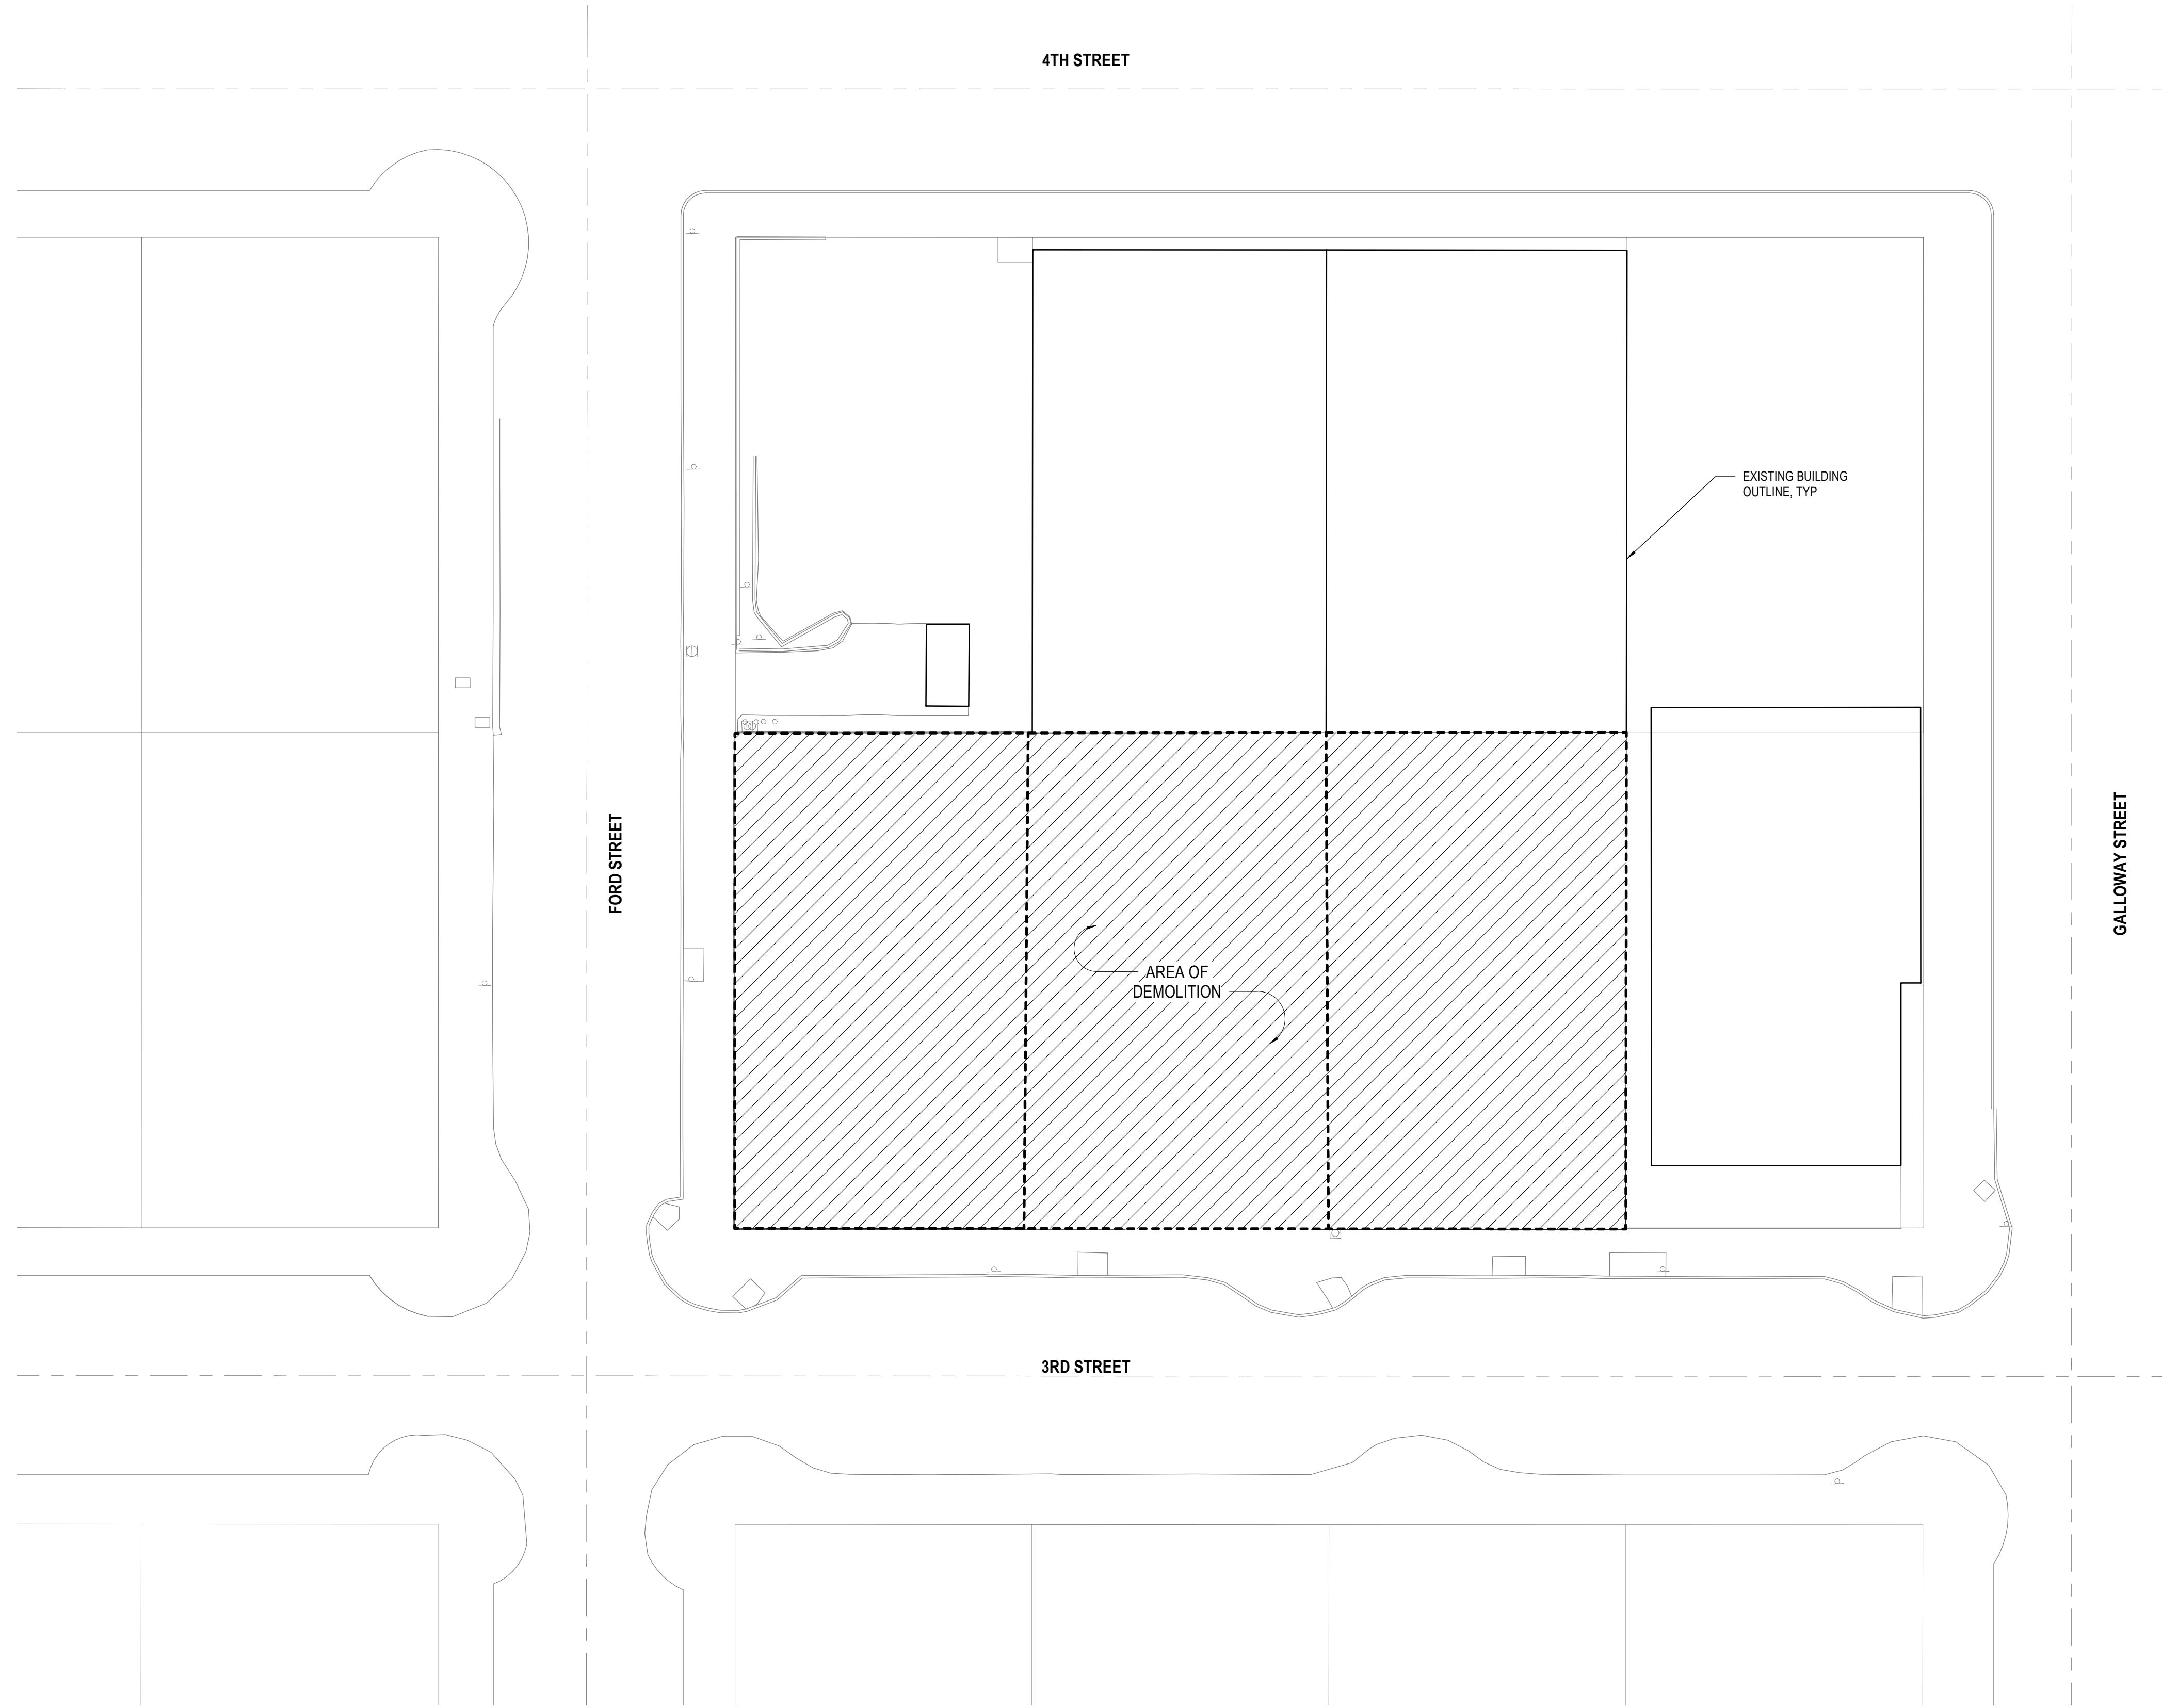 4TH STREET
EXISTING BUILDING
OUTLINE, TYP
FORD STREET
GALLOWAY STREET
AREA OF
DEMOLITION
3RD STREET